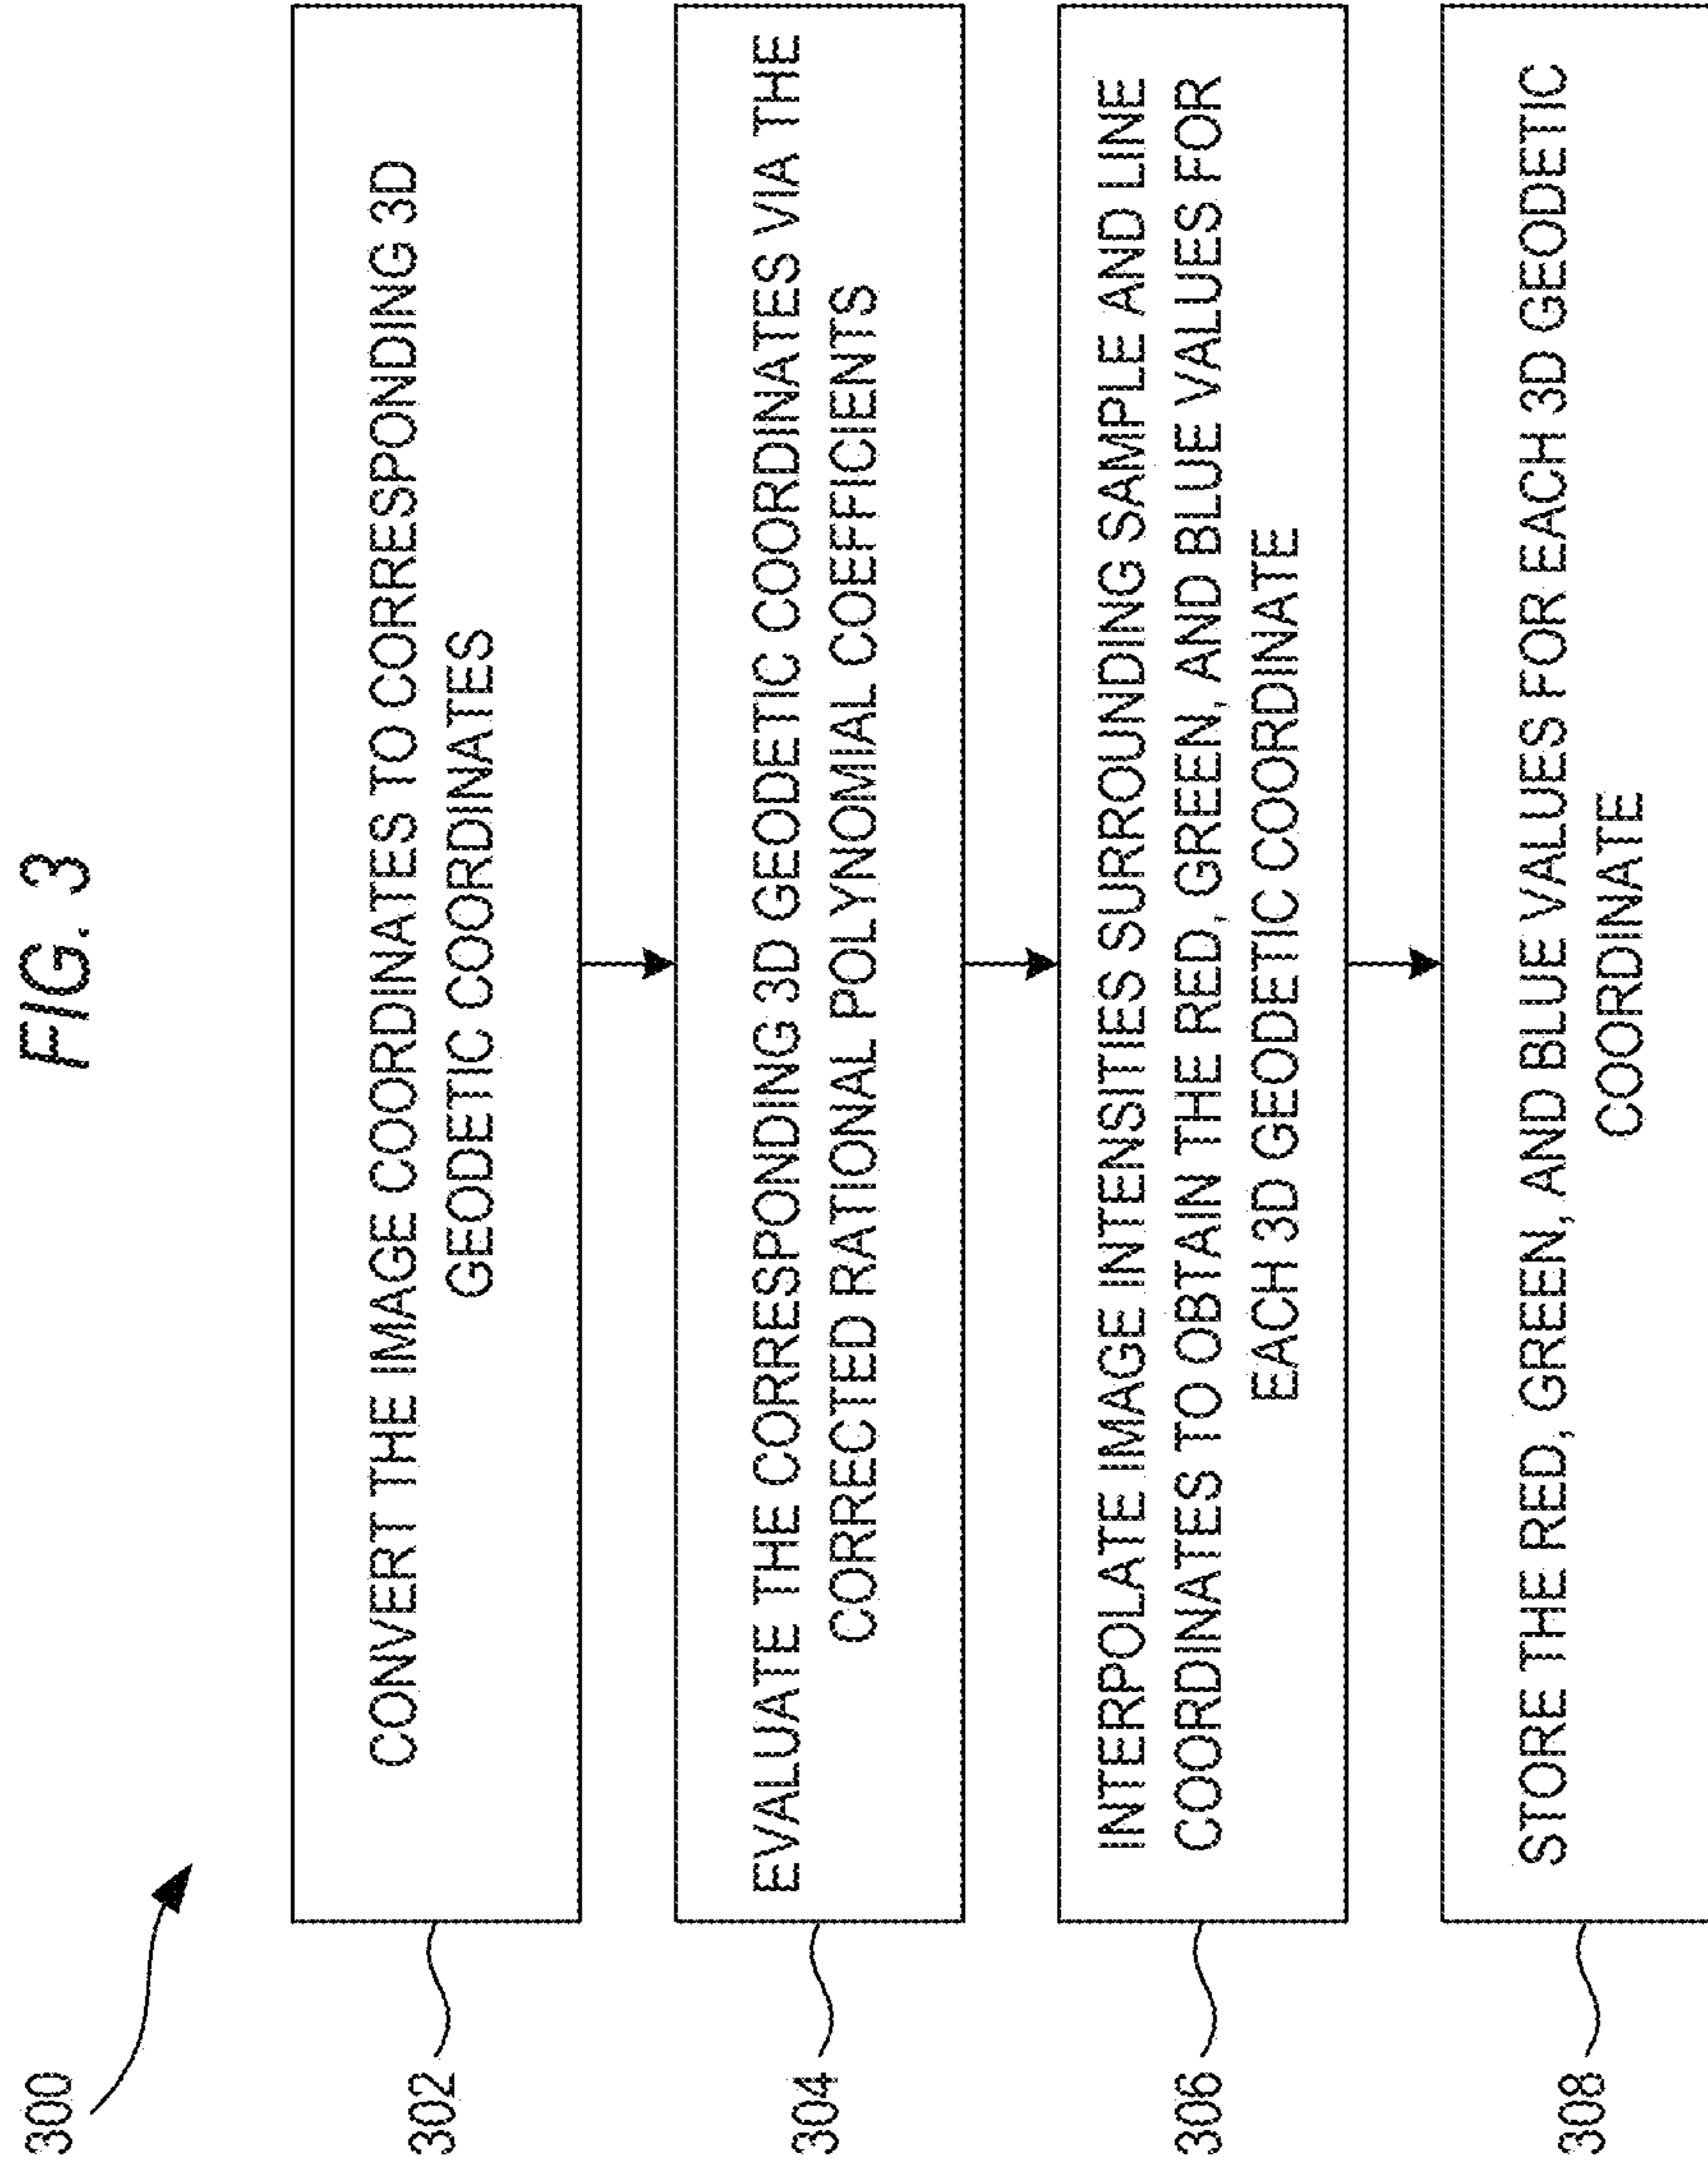 FIG. 3
300
302
CONVERT THE IMAGE COORDINATES TO CORRESPONDING 3D
GEODETIC COORDINATES
304
EVALUATE THE CORRESPONDING 3D GEODETIC COORDINATES VIA THE
CORRECTED RATIONAL POLYNOMIAL COEFFICIENTS
306
INTERPOLATE IMAGE INTENSITIES SURROUNDING SAMPLE AND LINE
COORDINATES TO OBTAIN THE RED, GREEN, AND BLUE VALUES FOR
EACH 3D GEODETIC COORDINATE
308
STORE THE RED, GREEN, AND BLUE VALUES FOR EACH 3D GEODETIC
COORDINATE